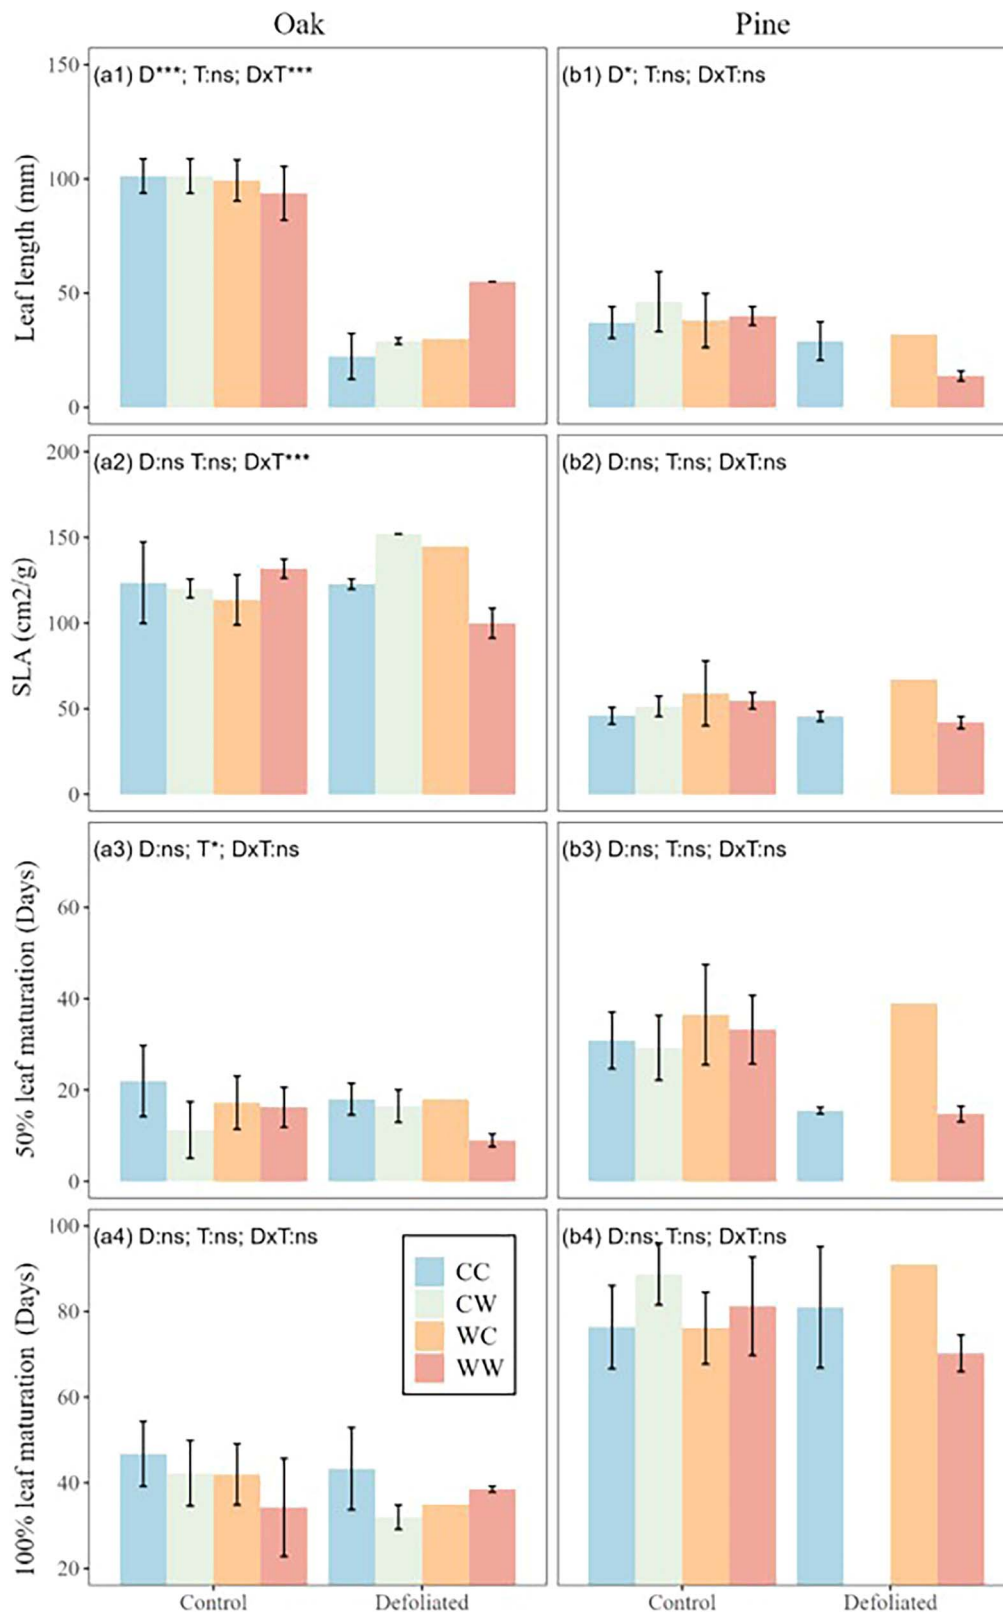 Oak
Pine
(a1) D***; T:ns; DxT***
(b1) D*; T:ns; DxT:ns
Leaf length (mm)
150
100
50
0
(a2) D:ns T:ns; DxT***
(b2) D:ns; T:ns; DxT:ns
SLA (cm2/g)
200
150
100
50
0
(a3) D:ns; T*; DxT:ns
(b3) D:ns; T:ns; DxT:ns
50% leaf maturation (Days)
60
40
20
0
(a4) D:ns; T:ns; DxT:ns
(b4) D:ns; T:ns; DxT:ns
100% leaf maturation (Days)
100
80
60
40
20
CC
CW
WC
WW
Control
Defoliated
Control
Defoliated